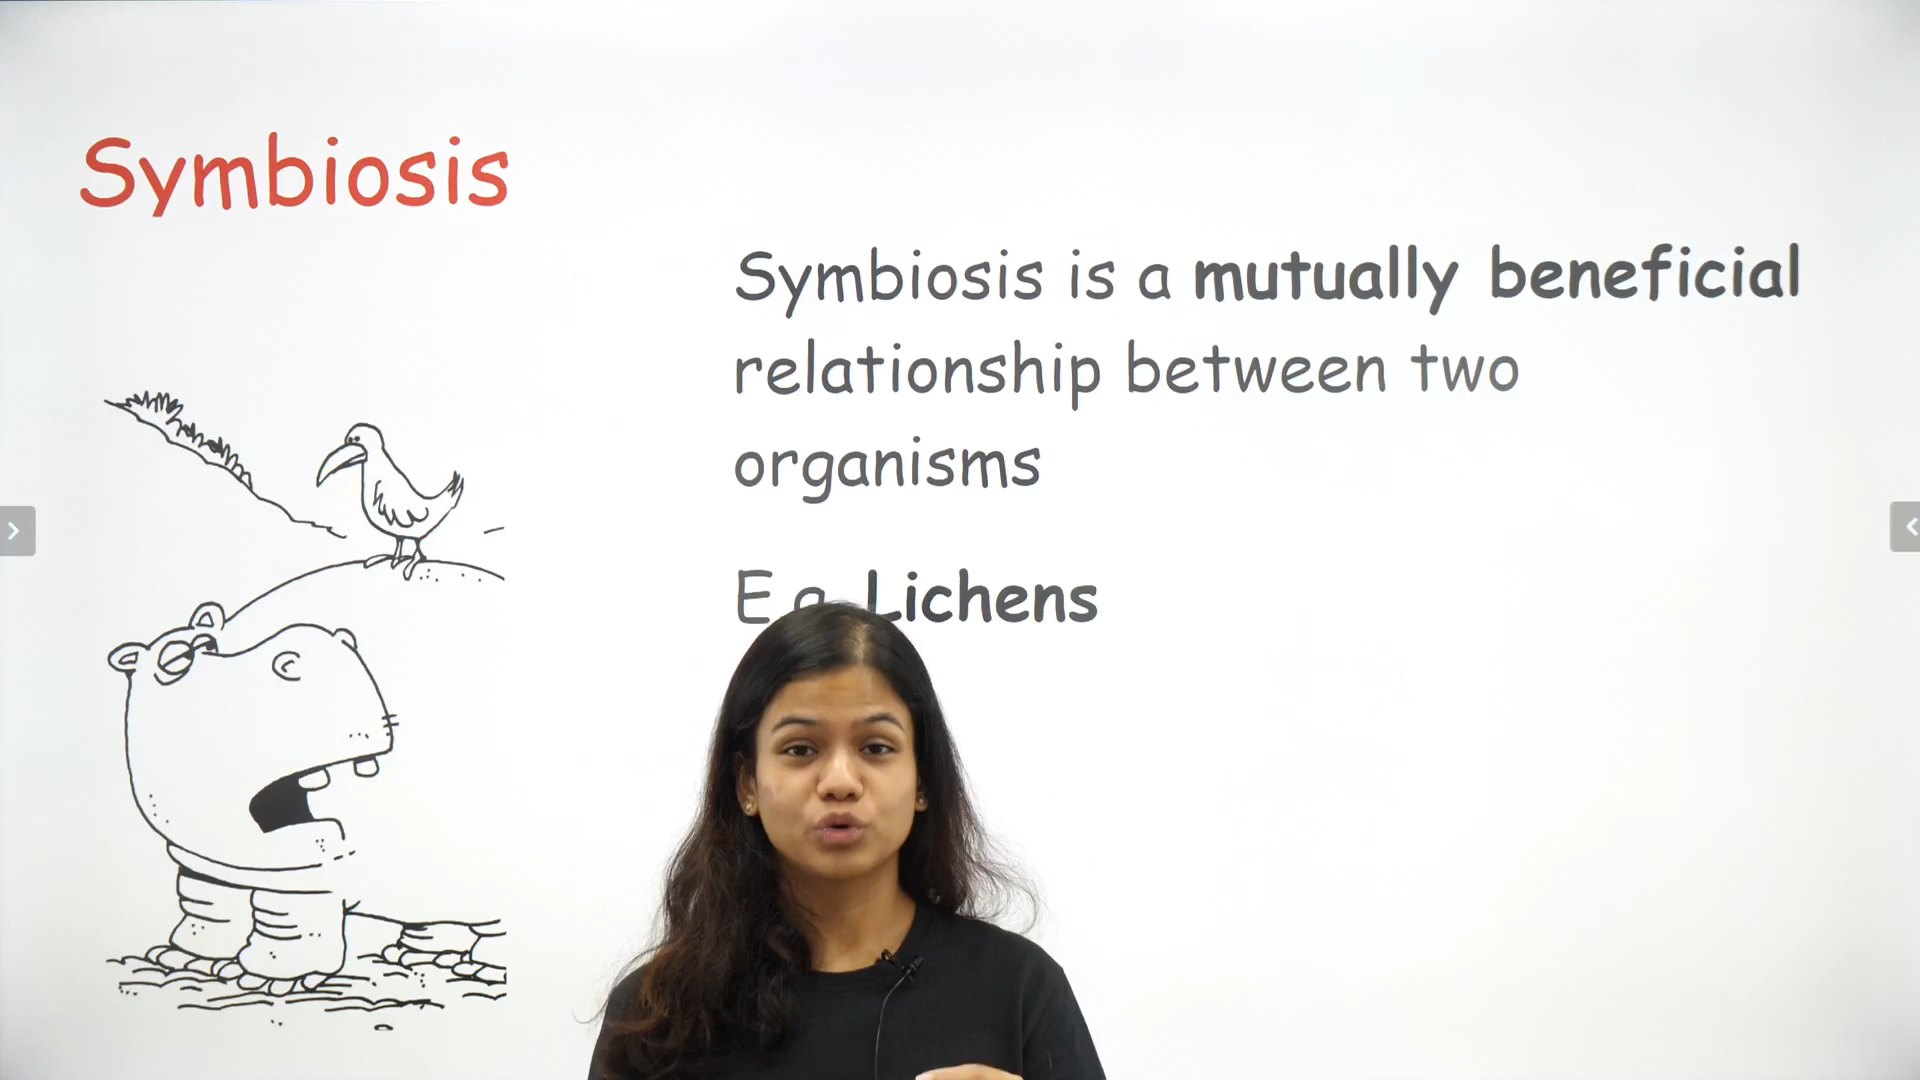 Symbiosis
Symbiosis is a mutually beneficial
relationship between two
organisms
Lichens